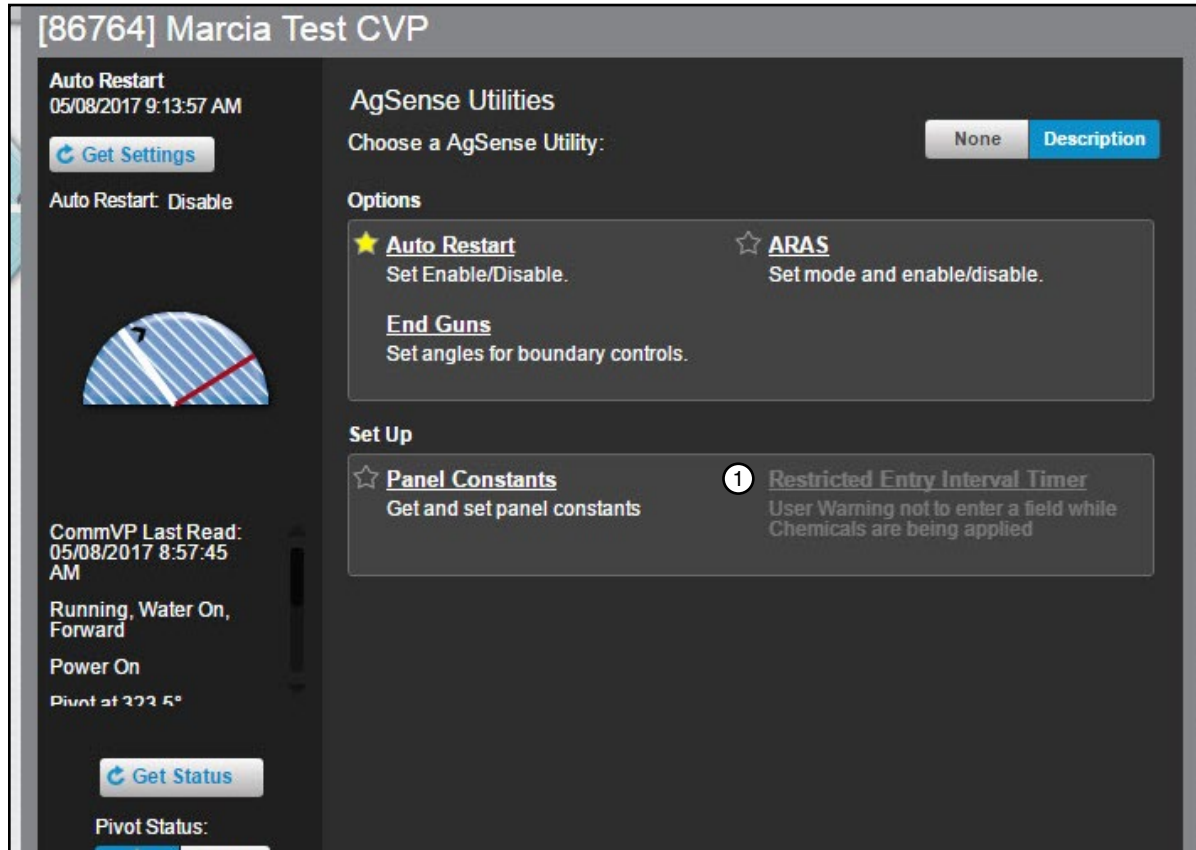 [86764] Marcia Test CVP
Auto Restart
05/08/2017 9:13:57 AM
Get Settings
Auto Restart: Disable
CommVP Last Read:
05/08/2017 8:57:45
AM
Running, Water On,
Forward
Power On
Pivot at 323.5°
Get Status
Pivot Status:
AgSense Utilities
Choose a AgSense Utility:
None
Description
Options
Auto Restart
Set Enable/Disable.
ARAS
Set mode and enable/disable.
End Guns
Set angles for boundary controls.
Set Up
Panel Constants
Get and set panel constants
1
Restricted Entry Interval Timer
User Warning not to enter a field while
Chemicals are being applied